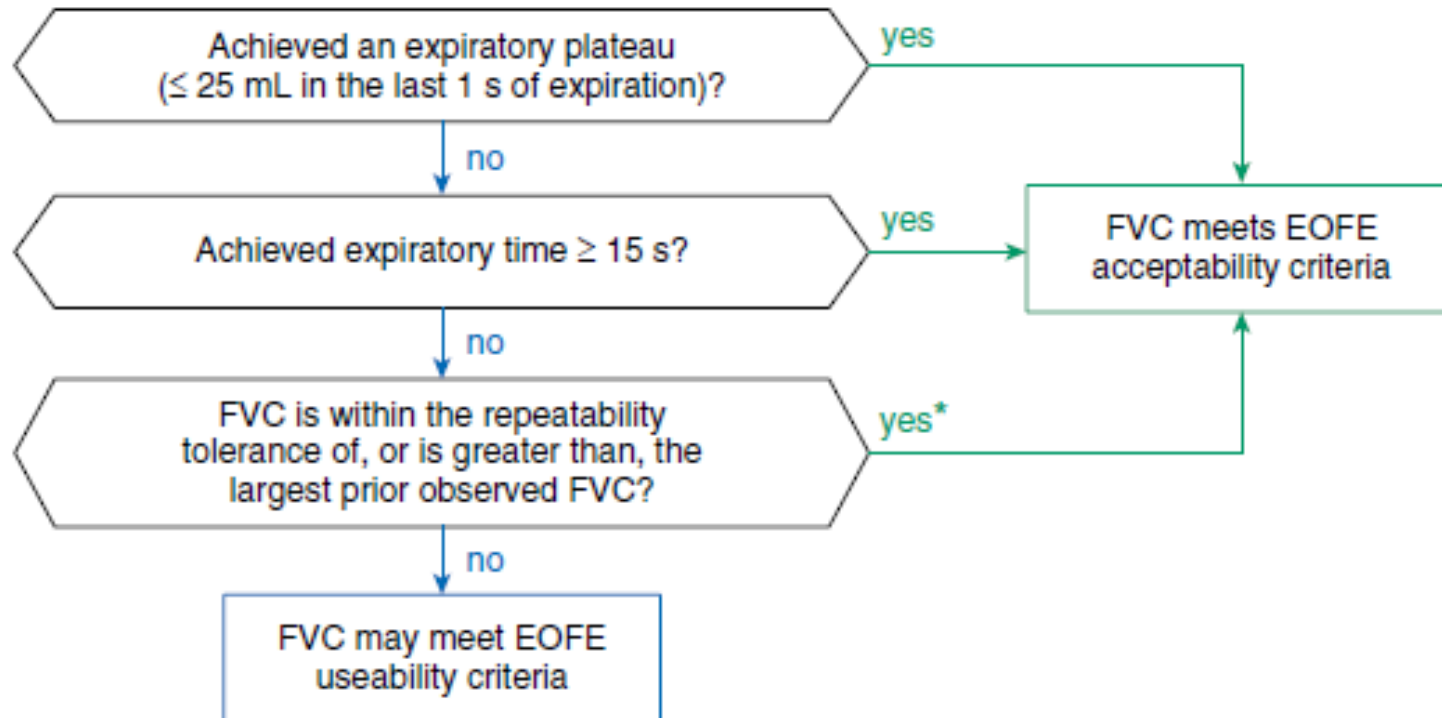 Achieved an expiratory plateau
(≤ 25 mL in the last 1 s of expiration)?
yes
no
Achieved expiratory time ≥ 15 s?
yes
FVC meets EOFE
acceptability criteria
no
FVC is within the repeatability
tolerance of, or is greater than, the
largest prior observed FVC?
yes*
no
FVC may meet EOFE
useability criteria